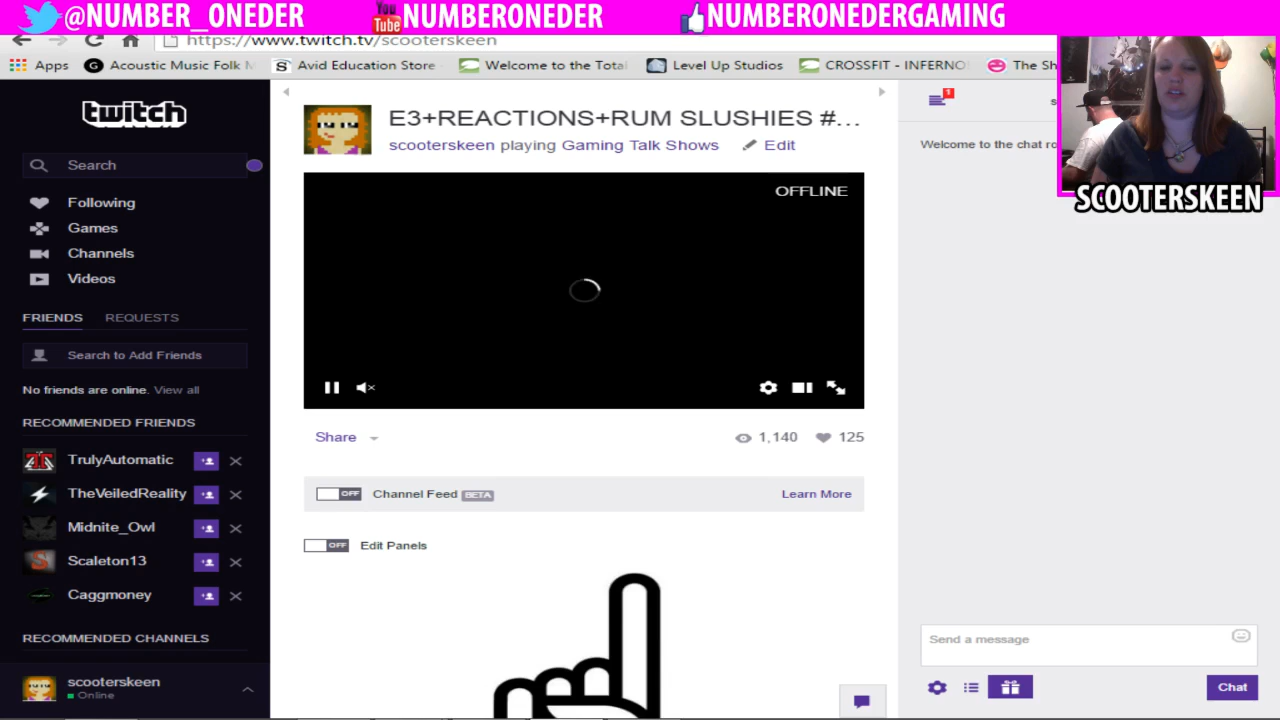 @NUMBER_ONEDER
You Tube NUMBERONEDER
NUMBERONEDERGAMING
https://www.twitch.tv/scooterskeen
Apps
Acoustic Music Folk M
Avid Education Store
Welcome to the Total
Level Up Studios
CROSSFIT - INFERNO
The Sh
SCOOTERSKEEN
twitch
Search
Following
Games
Channels
Videos
FRIENDS REQUESTS
Search to Add Friends
No friends are online. View all
RECOMMENDED FRIENDS
TrulyAutomatic
TheVeiledReality
Midnite_Owl
Scaleton13
Caggmoney
RECOMMENDED CHANNELS
scooterskeen
Online
E3+REACTIONS+RUM SLUSHIES #...
scooterskeen playing Gaming Talk Shows Edit
OFFLINE
Share
1,140 125
OFF Channel Feed BETA Learn More
OFF Edit Panels
1
s
Welcome to the chat ro
Send a message
Chat